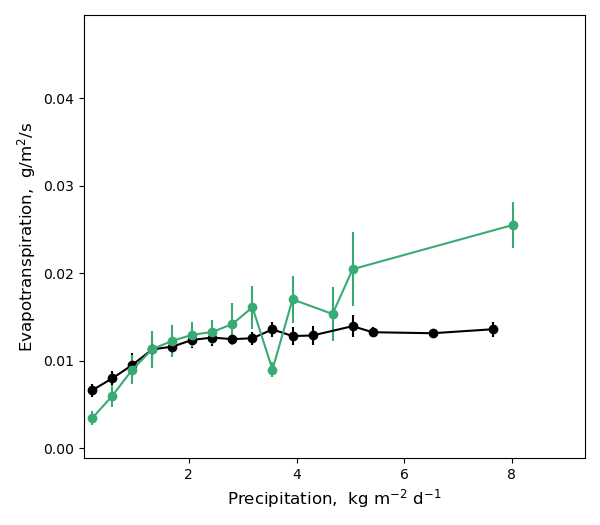 0.04
0.03
0.02
0.01
0.00
2 4 6 8
Evapotranspiration, g/m²/s
Precipitation, kg m⁻² d⁻¹